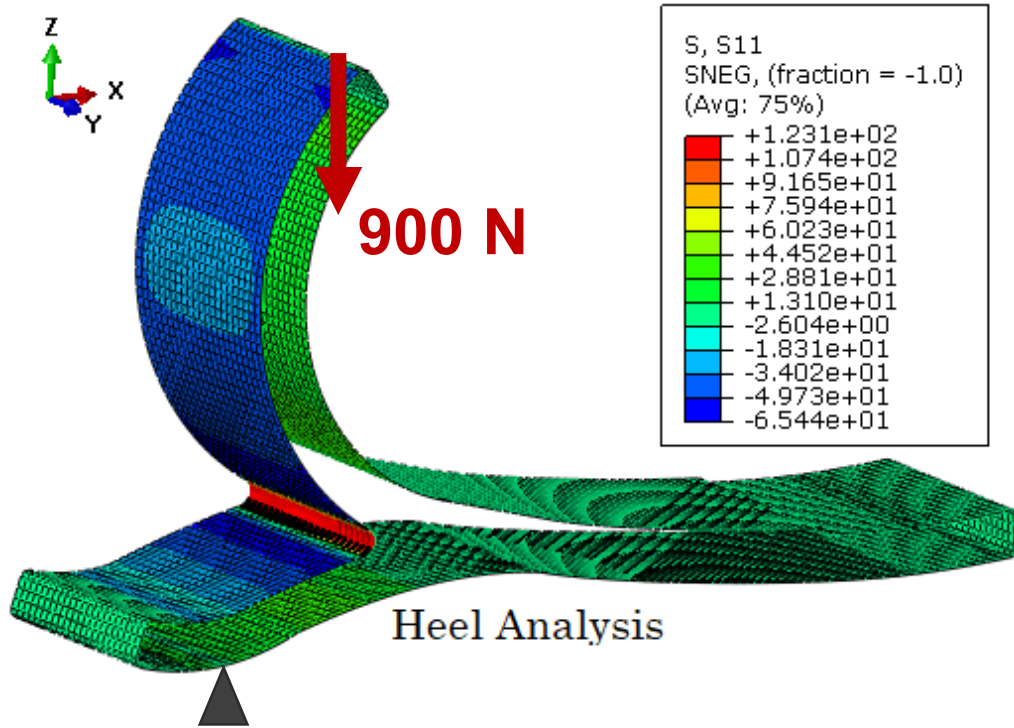 Z
X
Y
900 N
S, S11
SNEG, (fraction = -1.0)
(Avg: 75%)
+1.231e+02
+1.074e+02
+9.165e+01
+7.594e+01
+6.023e+01
+4.452e+01
+2.881e+01
+1.310e+01
-2.604e+00
-1.831e+01
-3.402e+01
-4.973e+01
-6.544e+01
Heel Analysis